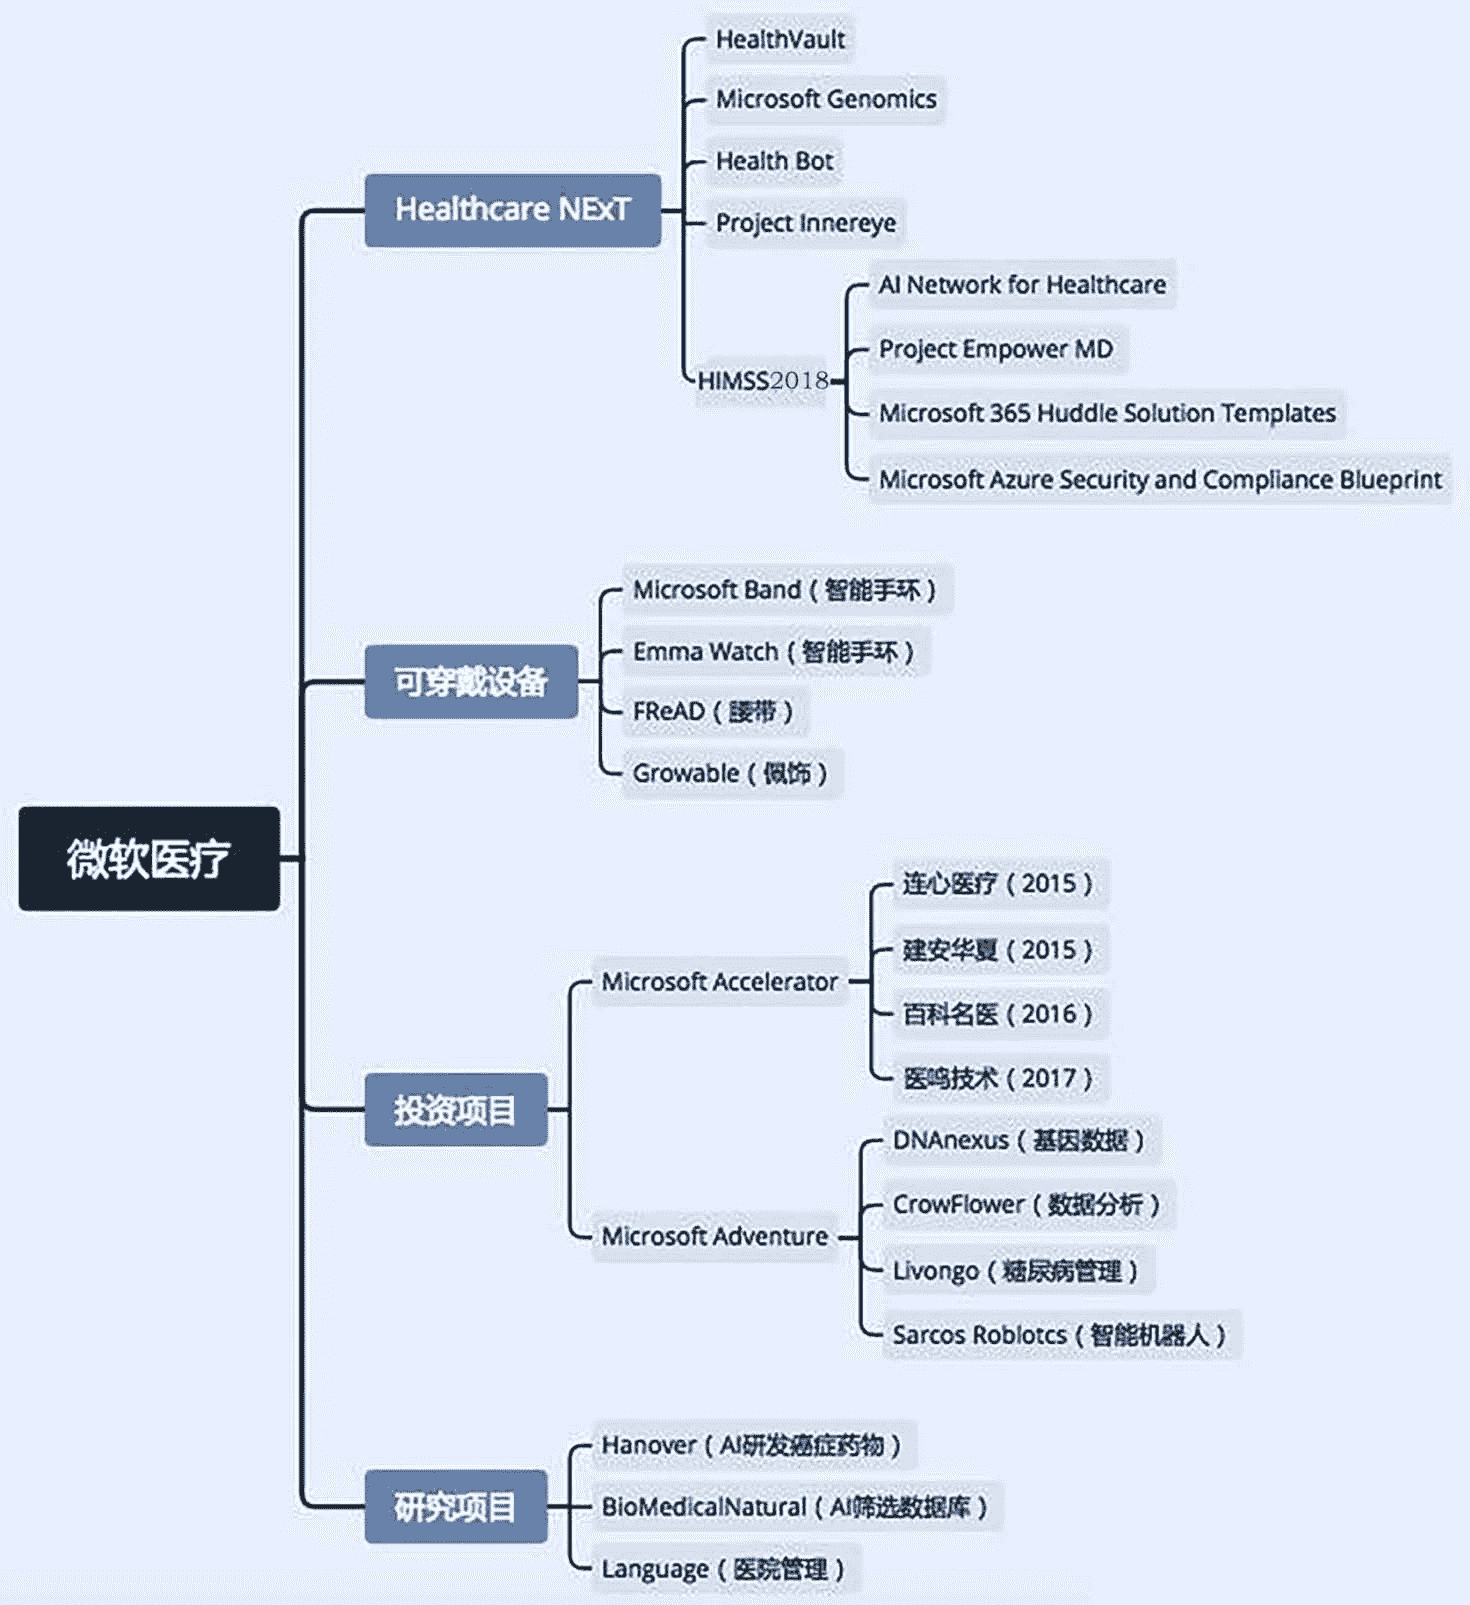 微软医疗
Healthcare NExT
HealthVault
Microsoft Genomics
Health Bot
Project Innereye
HIMSS2018
AI Network for Healthcare
Project Empower MD
Microsoft 365 Huddle Solution Templates
Microsoft Azure Security and Compliance Blueprint
可穿戴设备
Microsoft Band（智能手环）
Emma Watch（智能手环）
FReAD（腰带）
Growable（佩饰）
投资项目
Microsoft Accelerator
连心医疗（2015）
建安华夏（2015）
百科名医（2016）
医鸣技术（2017）
Microsoft Adventure
DNAnexus（基因数据）
CrowFlower（数据分析）
Livongo（糖尿病管理）
Sarcos Roblotcs（智能机器人）
研究项目
Hanover（AI研发癌症药物）
BioMedicalNatural（AI筛选数据库）
Language（医院管理）